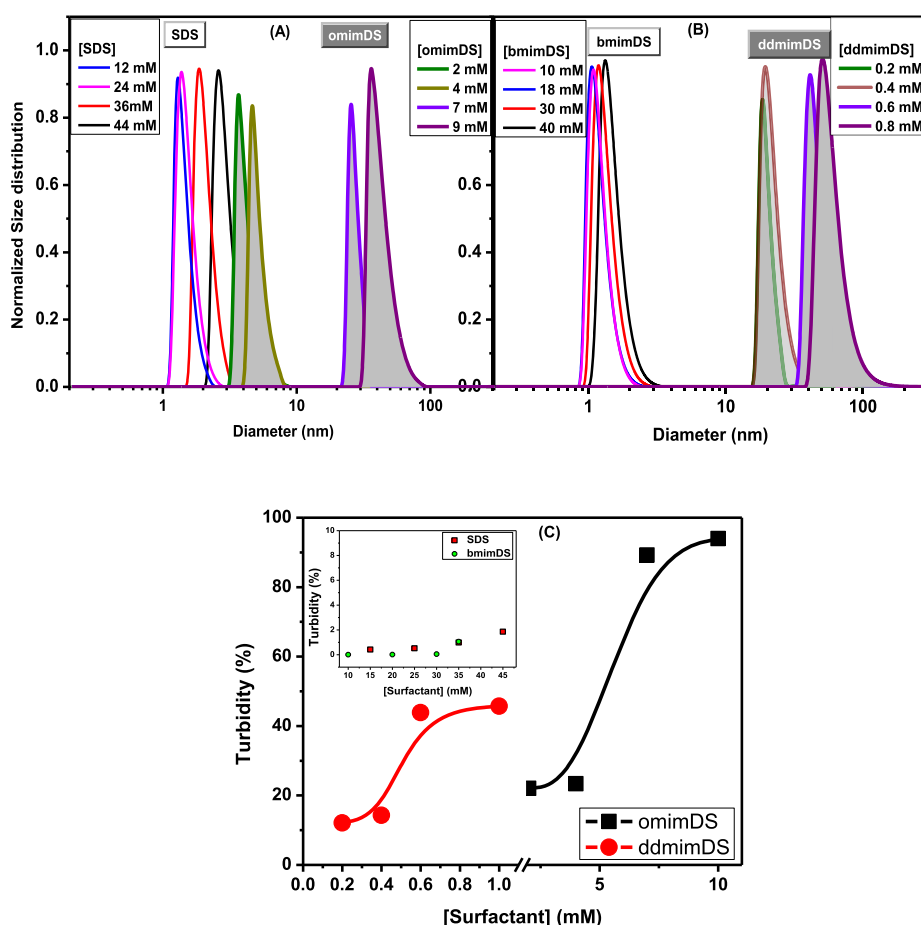 [SDS]
12 mM
24 mM
36mM
44 mM
SDS
(A)
omimDS
[omimDS]
2 mM
4 mM
7 mM
9 mM
[bmimDS]
10 mM
18 mM
30 mM
40 mM
bmimDS
(B)
ddmimDS
[ddmimDS]
0.2 mM
0.4 mM
0.6 mM
0.8 mM
Normalized Size distribution
1.0
0.8
0.6
0.4
0.2
0.0
1 10 100
Diameter (nm)
1.0
0.8
0.6
0.4
0.2
0.0
1 10 100
Diameter (nm)
(C)
Turbidity (%)
100
80
60
40
20
0
0.0 0.2 0.4 0.6 0.8 1.0 5 10
[Surfactant] (mM)
Turbidity (%)
10
8
6
4
2
0
10 15 20 25 30 35 40 45
[Surfactant] (mM)
SDS
bmimDS
omimDS
ddmimDS